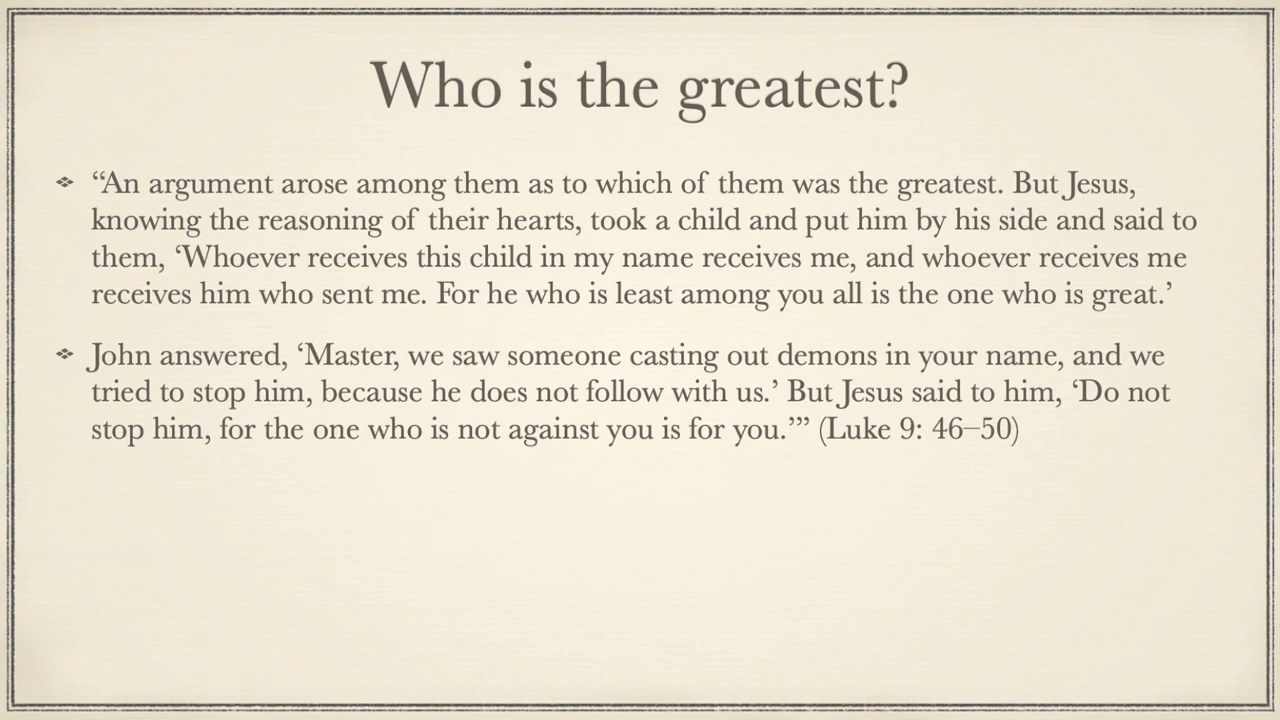 Who is the greatest?
“An argument arose among them as to which of them was the greatest. But Jesus,
knowing the reasoning of their hearts, took a child and put him by his side and said to
them, ‘Whoever receives this child in my name receives me, and whoever receives me
receives him who sent me. For he who is least among you all is the one who is great.’
John answered, ‘Master, we saw someone casting out demons in your name, and we
tried to stop him, because he does not follow with us.’ But Jesus said to him, ‘Do not
stop him, for the one who is not against you is for you.’” (Luke 9: 46–50)